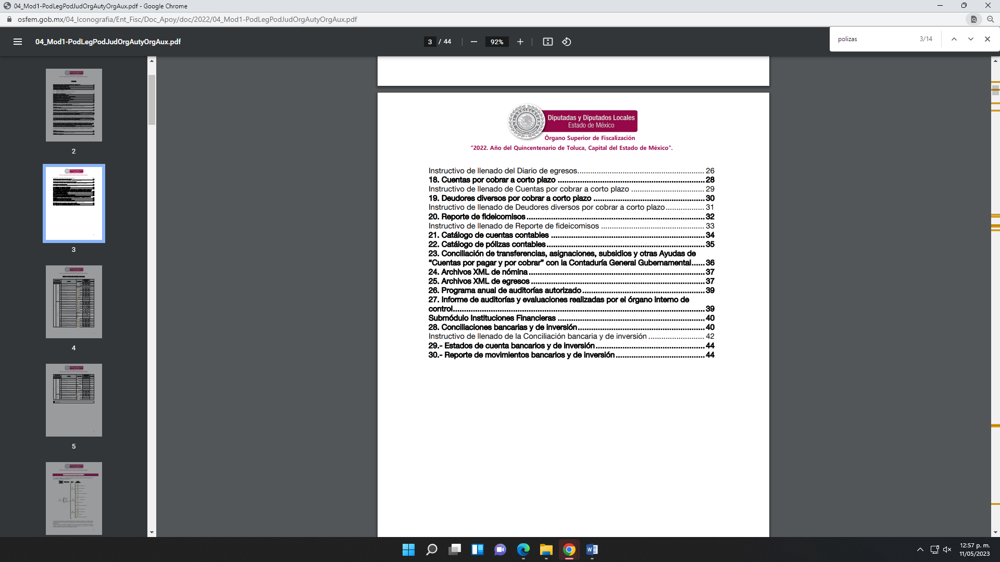 04_Mod1-PodLegPodJudOrgAutyOrgAux.pdf - Google Chrome
osfem.gob.mx/04_Iconografia/Ent_Fisc/Doc_Apoy/doc/2022/04_Mod1-PodLegPodJudOrgAutyOrgAux.pdf
04_Mod1-PodLegPodJudOrgAutyOrgAux.pdf
3 / 44
92%
polizas 3/14
2
3
4
5
Diputadas y Diputados Locales
Estado de México
Órgano Superior de Fiscalización
“2022. Año del Quincentenario de Toluca, Capital del Estado de México”.
Instructivo de llenado del Diario de egresos........................................................... 26
18. Cuentas por cobrar a corto plazo .................................................................... 28
Instructivo de llenado de Cuentas por cobrar a corto plazo .................................. 29
19. Deudores diversos por cobrar a corto plazo ................................................... 30
Instructivo de llenado de Deudores diversos por cobrar a corto plazo.................. 31
20. Reporte de fideicomisos .................................................................................. 32
Instructivo de llenado de Reporte de fideicomisos ................................................ 33
21. Catálogo de cuentas contables ....................................................................... 34
22. Catálogo de pólizas contables......................................................................... 35
23. Conciliación de transferencias, asignaciones, subsidios y otras Ayudas de
“Cuentas por pagar y por cobrar” con la Contaduría General Gubernamental...... 36
24. Archivos XML de nómina ................................................................................. 37
25. Archivos XML de egresos ................................................................................ 37
26. Programa anual de auditorías autorizado ........................................................ 39
27. Informe de auditorías y evaluaciones realizadas por el órgano interno de
control.................................................................................................................... 39
Submódulo Instituciones Financieras .................................................................... 40
28. Conciliaciones bancarias y de inversión.......................................................... 40
Instructivo de llenado de la Conciliación bancaria y de inversión .......................... 42
29.- Estados de cuenta bancarios y de inversión.................................................. 44
30.- Reporte de movimientos bancarios y de inversión......................................... 44
12:57 p. m.
11/05/2023